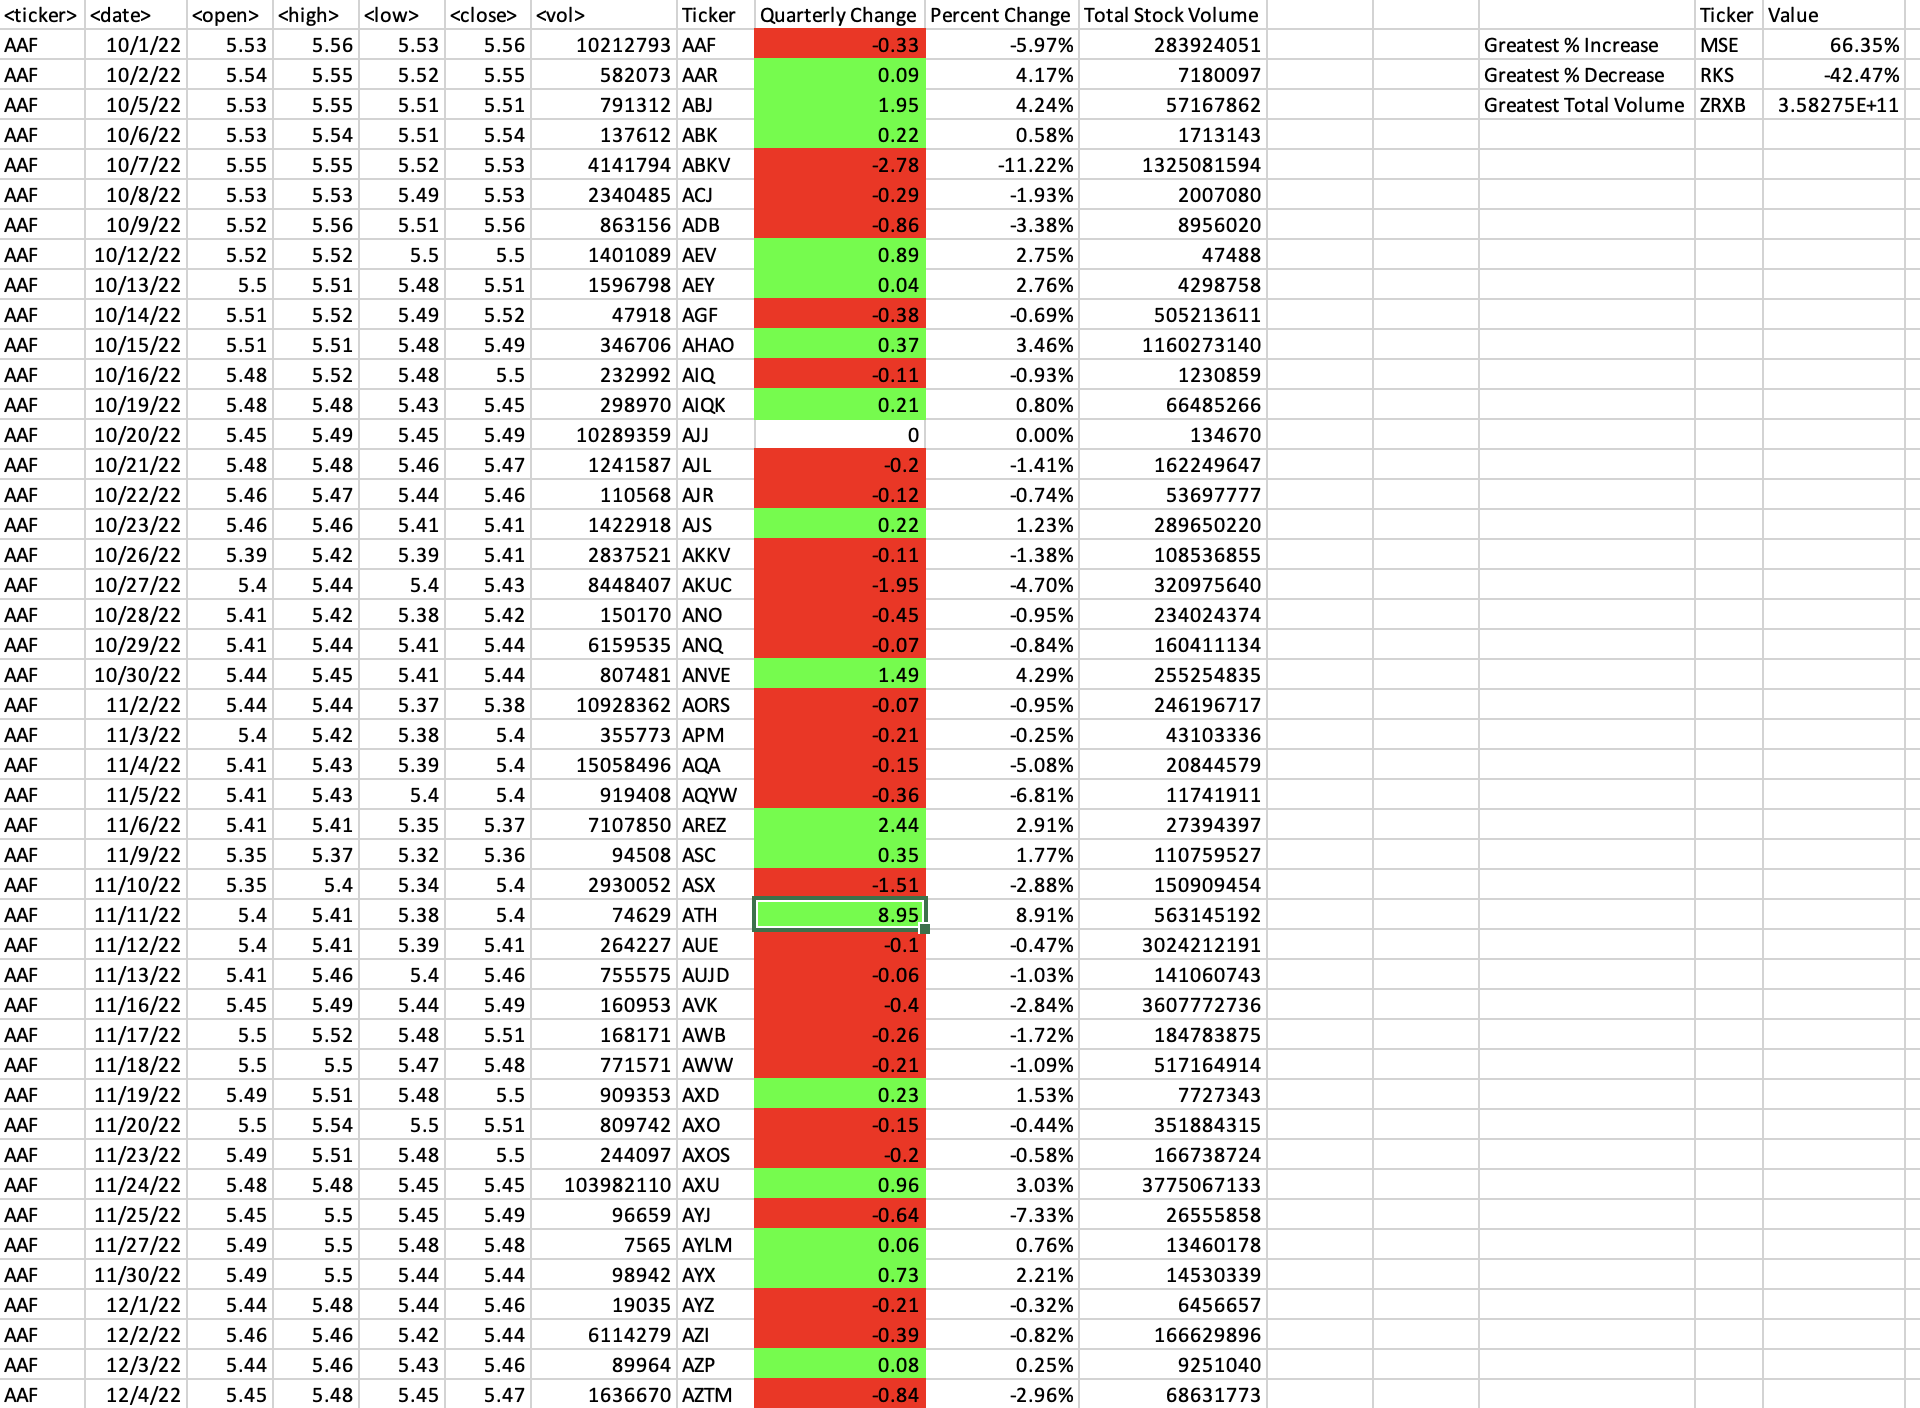 <ticker> <date> <open> <high> <low> <close> <vol> Ticker Quarterly Change Percent Change Total Stock Volume Ticker Value
AAF 10/1/22 5.53 5.56 5.53 5.56 10212793 AAF -0.33 -5.97% 283924051 Greatest % Increase MSE 66.35%
AAF 10/2/22 5.54 5.55 5.52 5.55 582073 AAR 0.09 4.17% 7180097 Greatest % Decrease RKS -42.47%
AAF 10/5/22 5.53 5.55 5.51 5.51 791312 ABJ 1.95 4.24% 57167862 Greatest Total Volume ZRXB 3.58275E+11
AAF 10/6/22 5.53 5.54 5.51 5.54 137612 ABK 0.22 0.58% 1713143
AAF 10/7/22 5.55 5.55 5.52 5.53 4141794 ABKV -2.78 -11.22% 1325081594
AAF 10/8/22 5.53 5.53 5.49 5.53 2340485 ACJ -0.29 -1.93% 2007080
AAF 10/9/22 5.52 5.56 5.51 5.56 863156 ADB -0.86 -3.38% 8956020
AAF 10/12/22 5.52 5.52 5.5 5.5 1401089 AEV 0.89 2.75% 47488
AAF 10/13/22 5.5 5.51 5.48 5.51 1596798 AEY 0.04 2.76% 4298758
AAF 10/14/22 5.51 5.52 5.49 5.52 47918 AGF -0.38 -0.69% 505213611
AAF 10/15/22 5.51 5.51 5.48 5.49 346706 AHAO 0.37 3.46% 1160273140
AAF 10/16/22 5.48 5.52 5.48 5.5 232992 AIQ -0.11 -0.93% 1230859
AAF 10/19/22 5.48 5.48 5.43 5.45 298970 AIQK 0.21 0.80% 66485266
AAF 10/20/22 5.45 5.49 5.45 5.49 10289359 AJJ 0 0.00% 134670
AAF 10/21/22 5.48 5.48 5.46 5.47 1241587 AJL -0.2 -1.41% 162249647
AAF 10/22/22 5.46 5.47 5.44 5.46 110568 AJR -0.12 -0.74% 53697777
AAF 10/23/22 5.46 5.46 5.41 5.41 1422918 AJS 0.22 1.23% 289650220
AAF 10/26/22 5.39 5.42 5.39 5.41 2837521 AKKV -0.11 -1.38% 108536855
AAF 10/27/22 5.4 5.44 5.4 5.43 8448407 AKUC -1.95 -4.70% 320975640
AAF 10/28/22 5.41 5.42 5.38 5.42 150170 ANO -0.45 -0.95% 234024374
AAF 10/29/22 5.41 5.44 5.41 5.44 6159535 ANQ -0.07 -0.84% 160411134
AAF 10/30/22 5.44 5.45 5.41 5.44 807481 ANVE 1.49 4.29% 255254835
AAF 11/2/22 5.44 5.44 5.37 5.38 10928362 AORS -0.07 -0.95% 246196717
AAF 11/3/22 5.4 5.42 5.38 5.4 355773 APM -0.21 -0.25% 43103336
AAF 11/4/22 5.41 5.43 5.39 5.4 15058496 AQA -0.15 -5.08% 20844579
AAF 11/5/22 5.41 5.43 5.4 5.4 919408 AQYW -0.36 -6.81% 11741911
AAF 11/6/22 5.41 5.41 5.35 5.37 7107850 AREZ 2.44 2.91% 27394397
AAF 11/9/22 5.35 5.37 5.32 5.36 94508 ASC 0.35 1.77% 110759527
AAF 11/10/22 5.35 5.4 5.34 5.4 2930052 ASX -1.51 -2.88% 150909454
AAF 11/11/22 5.4 5.41 5.38 5.4 74629 ATH 8.95 8.91% 563145192
AAF 11/12/22 5.4 5.41 5.39 5.41 264227 AUE -0.1 -0.47% 3024212191
AAF 11/13/22 5.41 5.46 5.4 5.46 755575 AUJD -0.06 -1.03% 141060743
AAF 11/16/22 5.45 5.49 5.44 5.49 160953 AVK -0.4 -2.84% 3607772736
AAF 11/17/22 5.5 5.52 5.48 5.51 168171 AWB -0.26 -1.72% 184783875
AAF 11/18/22 5.5 5.5 5.47 5.48 771571 AWW -0.21 -1.09% 517164914
AAF 11/19/22 5.49 5.51 5.48 5.5 909353 AXD 0.23 1.53% 7727343
AAF 11/20/22 5.5 5.54 5.5 5.51 809742 AXO -0.15 -0.44% 351884315
AAF 11/23/22 5.49 5.51 5.48 5.5 244097 AXOS -0.2 -0.58% 166738724
AAF 11/24/22 5.48 5.48 5.45 5.45 103982110 AXU 0.96 3.03% 3775067133
AAF 11/25/22 5.45 5.5 5.45 5.49 96659 AYJ -0.64 -7.33% 26555858
AAF 11/27/22 5.49 5.5 5.48 5.48 7565 AYLM 0.06 0.76% 13460178
AAF 11/30/22 5.49 5.5 5.44 5.44 98942 AYX 0.73 2.21% 14530339
AAF 12/1/22 5.44 5.48 5.44 5.46 19035 AYZ -0.21 -0.32% 6456657
AAF 12/2/22 5.46 5.46 5.42 5.44 6114279 AZI -0.39 -0.82% 166629896
AAF 12/3/22 5.44 5.46 5.43 5.46 89964 AZP 0.08 0.25% 9251040
AAF 12/4/22 5.45 5.48 5.45 5.47 1636670 AZTM -0.84 -2.96% 68631773